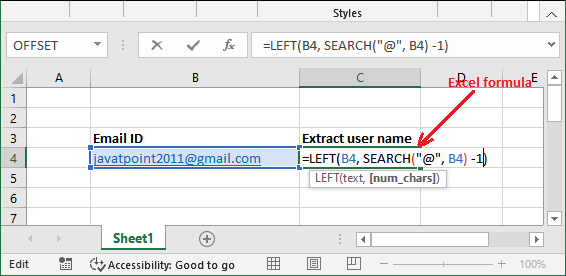 Styles
OFFSET fx =LEFT(B4, SEARCH("@", B4) -1)
A B C D E
1
2 Excel formula
3 Email ID Extract user name
4 javatpoint2011@gmail.com =LEFT(B4, SEARCH("@", B4) -1)
5 LEFT(text, [num_chars])
6
7
Sheet1
Edit Accessibility: Good to go 100%